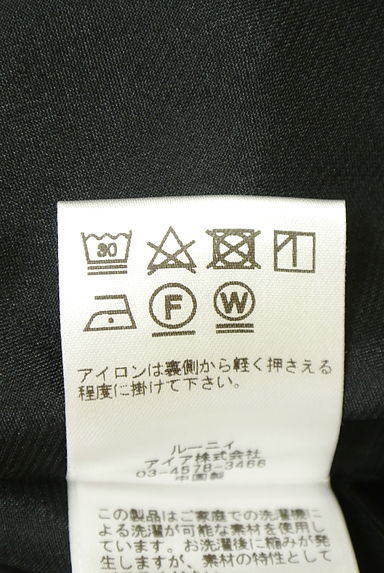 30
F W
アイロンは裏側から軽く押さえる
程度に掛けて下さい。
ルーニィ
アイア株式会社
03-4578-3466
中国製
この製品はご家庭での洗濯機に
よる洗濯が可能な素材を使用し
ています。お洗濯後に縮みが発
生しますが、素材の特性として